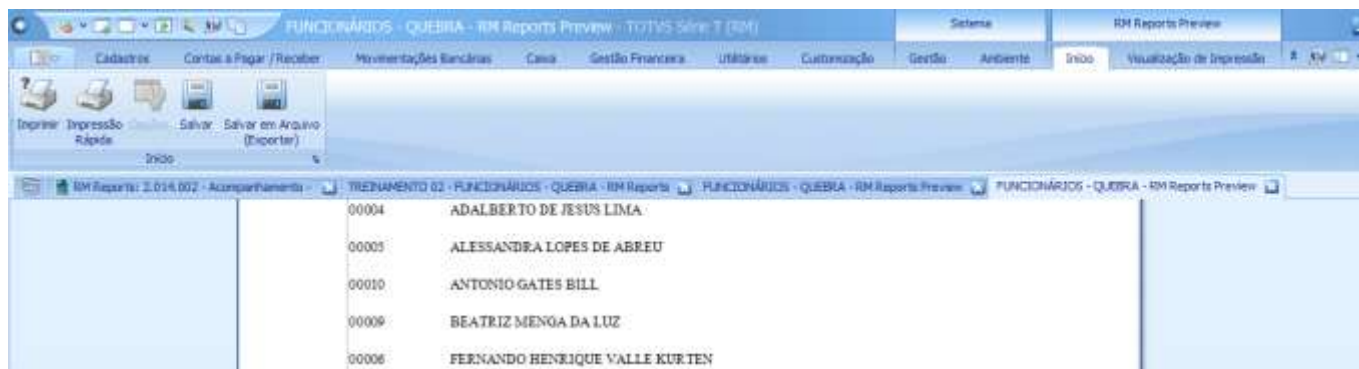 FUNCIONÁRIOS - QUEBRA - RM Reports Preview - TOTVS Série T (RM)
Sistema
RM Reports Preview
Cadastros
Contas a Pagar / Receber
Movimentações Bancárias
Caixa
Gestão Financeira
Utilitários
Customização
Gestão
Ambiente
Início
Visualização de Impressão
Imprimir
Impressão
Rápida
Salvar
Salvar em Arquivo
(Exportar)
Início
RM Reports: 2.014.002 - Acompanhamento -
TREINAMENTO 02 - FUNCIONÁRIOS - QUEBRA - RM Reports
FUNCIONÁRIOS - QUEBRA - RM Reports Preview
FUNCIONÁRIOS - QUEBRA - RM Reports Preview
00004 ADALBERTO DE JESUS LIMA
00005 ALESSANDRA LOPES DE ABREU
00010 ANTONIO GATES BILL
00009 BEATRIZ MENGA DA LUZ
00006 FERNANDO HENRIQUE VALLE KURTEN